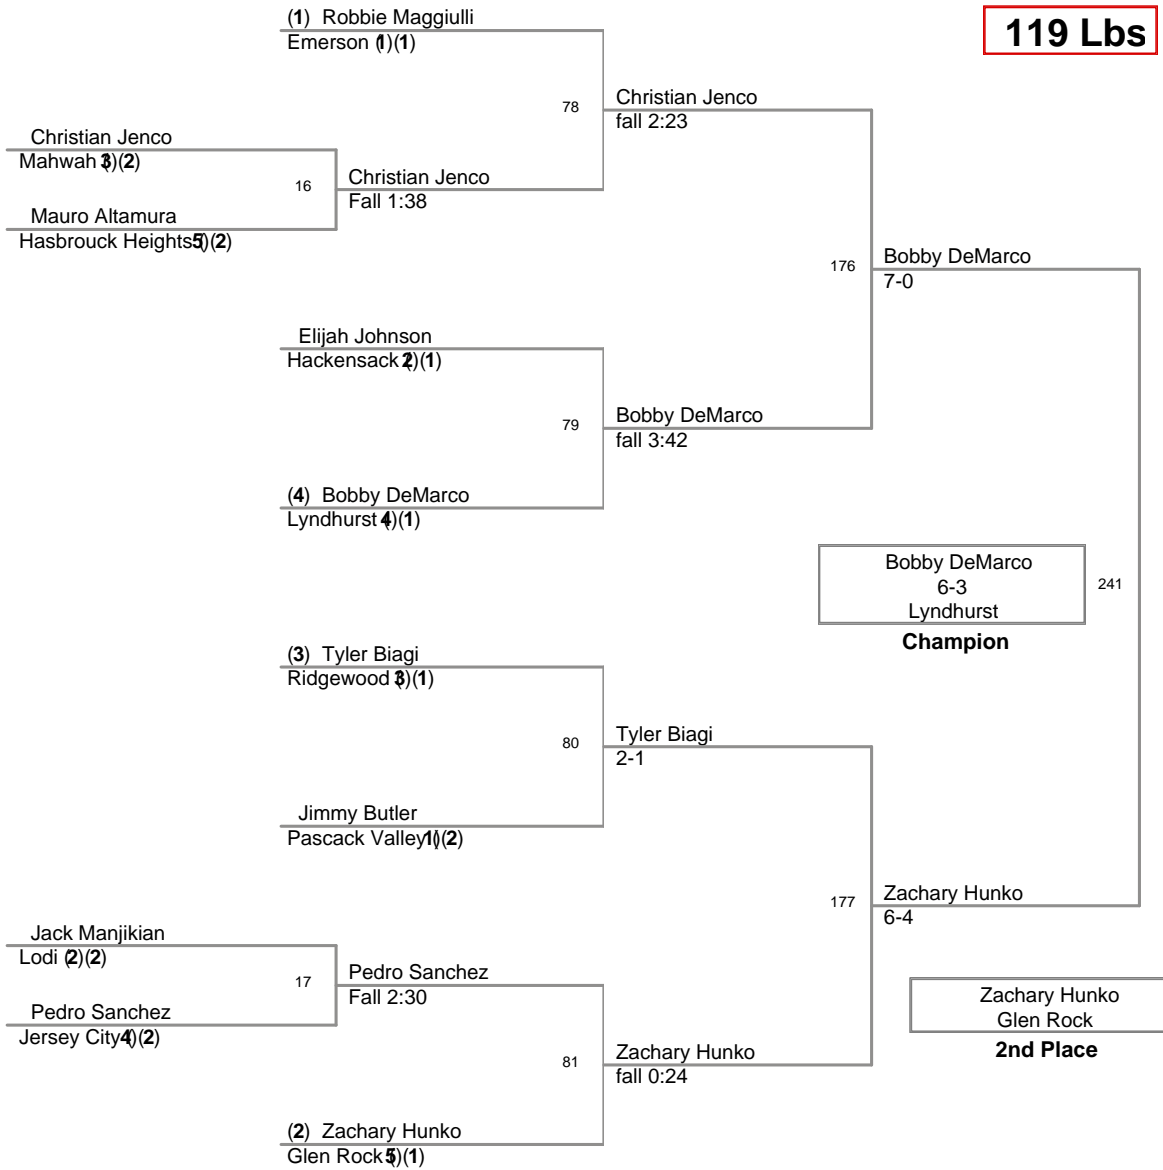 (1) Robbie Maggiulli
119 Lbs
Emerson (1)(1)
78
Christian Jenco
fall 2:23
Christian Jenco
Mahwah (3)(2)
16
Christian Jenco
Fall 1:38
Mauro Altamura
Hasbrouck Heights(5)(2)
176
Bobby DeMarco
7-0
Elijah Johnson
Hackensack (2)(1)
79
Bobby DeMarco
fall 3:42
(4) Bobby DeMarco
Lyndhurst (4)(1)
Bobby DeMarco
6-3
Lyndhurst
241
Champion
(3) Tyler Biagi
Ridgewood (3)(1)
80
Tyler Biagi
2-1
Jimmy Butler
Pascack Valley(1)(2)
177
Zachary Hunko
6-4
Jack Manjikian
Lodi (2)(2)
17
Pedro Sanchez
Fall 2:30
Pedro Sanchez
Jersey City(4)(2)
Zachary Hunko
Glen Rock
2nd Place
81
Zachary Hunko
fall 0:24
(2) Zachary Hunko
Glen Rock (5)(1)